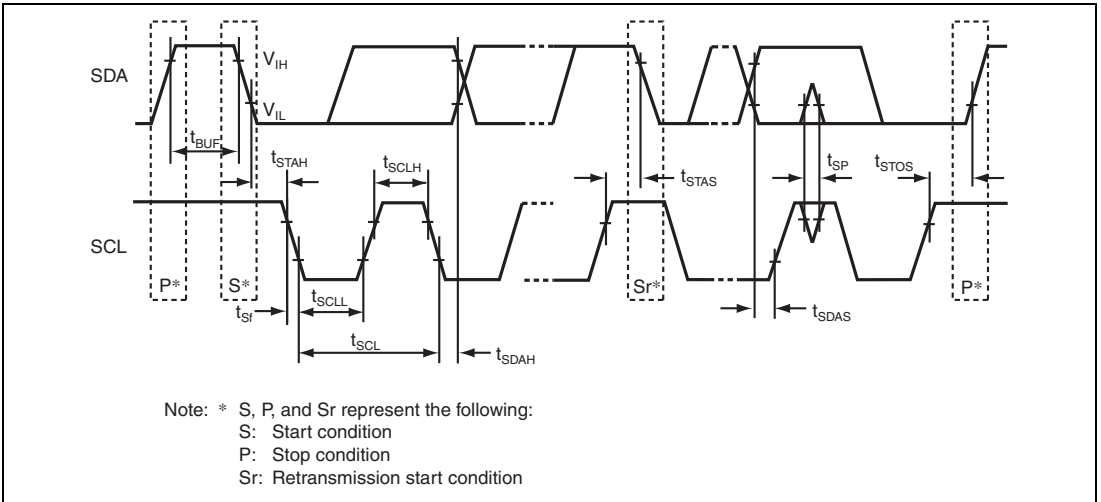 SDA
V_IH
V_IL
t_BUF
t_STAH
t_SCLH
t_STAS
t_SP
t_STOS
SCL
P*
S*
Sr*
P*
t_Sf
t_SCLL
t_SDAS
t_SCL
t_SDAH
Note: * S, P, and Sr represent the following:
S: Start condition
P: Stop condition
Sr: Retransmission start condition